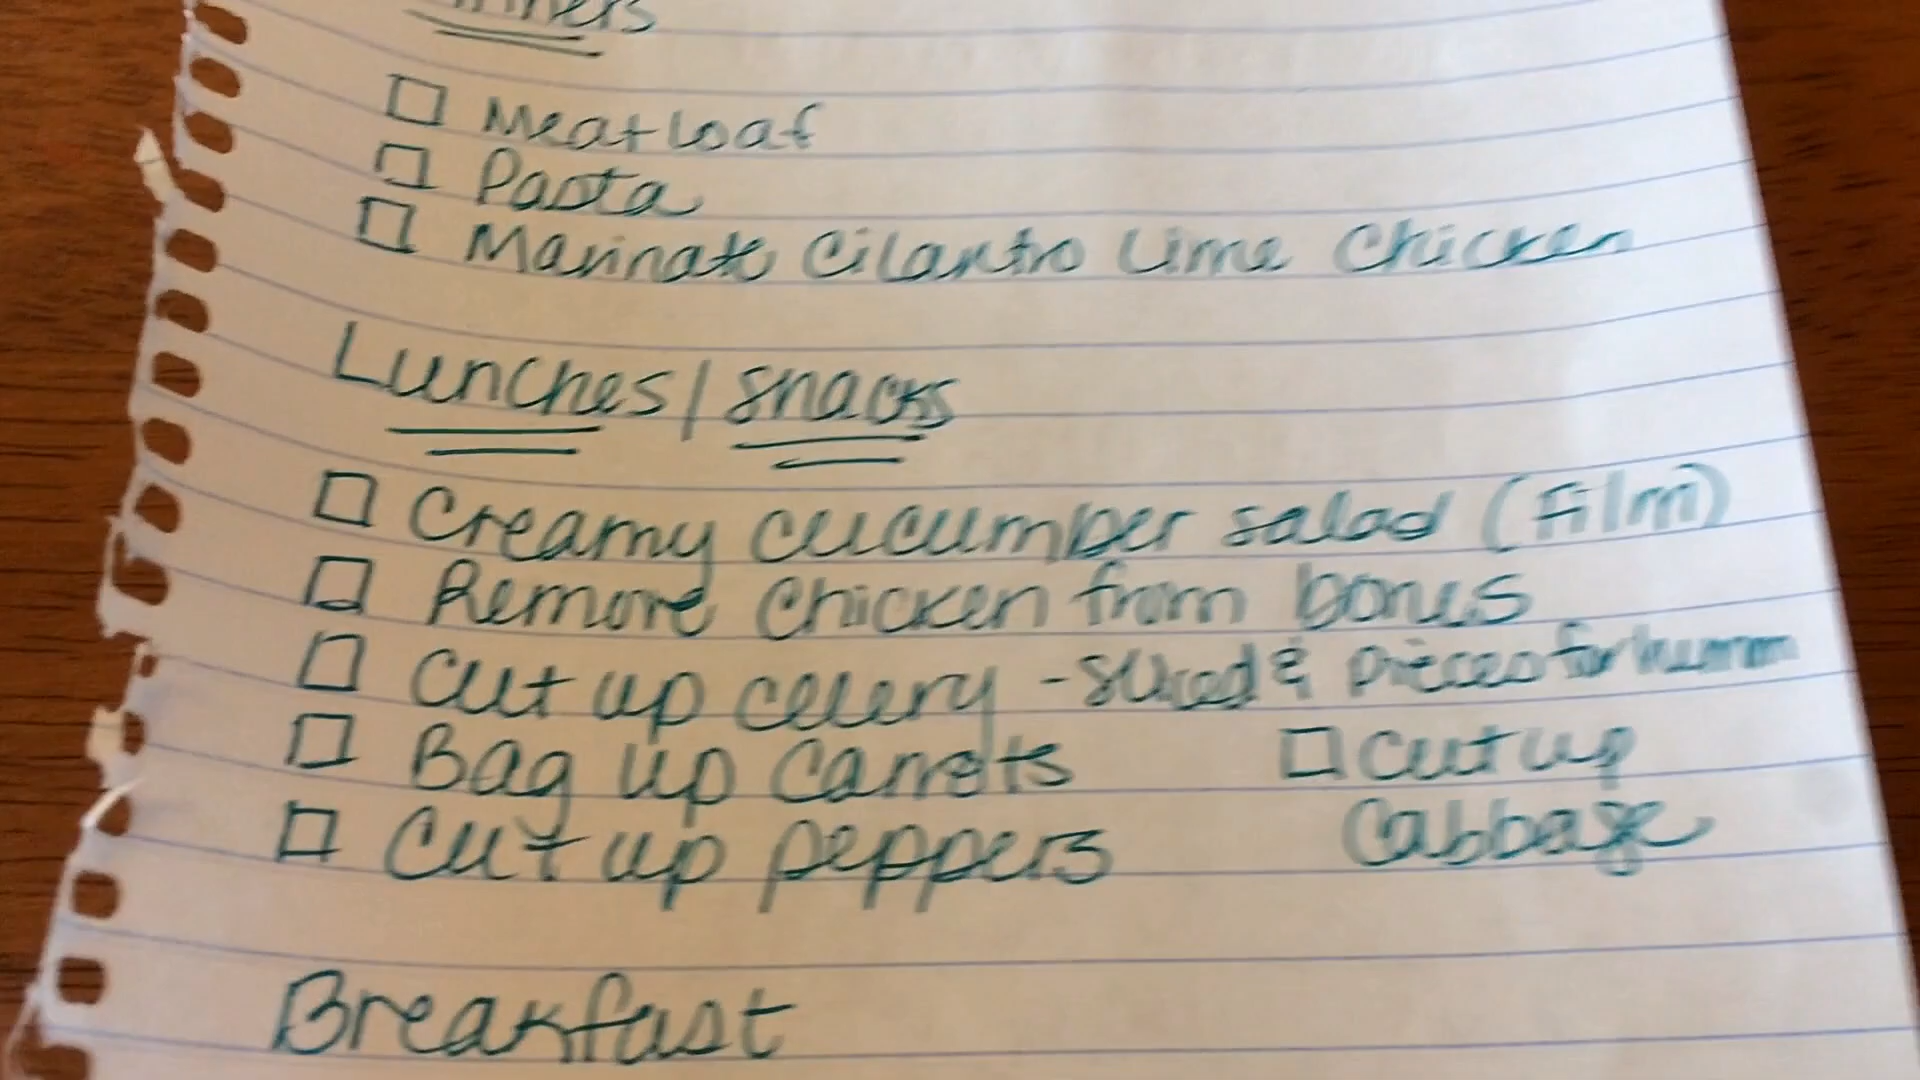 Meatloaf
Pasta
Marinate Cilantro Lime Chicken
Lunches/Snacks
Creamy cucumber salad (film)
Remove chicken from bones
Cut up celery - sliced & pieces for
Bag up Carrots
Cut up
Cabbage
Cut up peppers
Breakfast